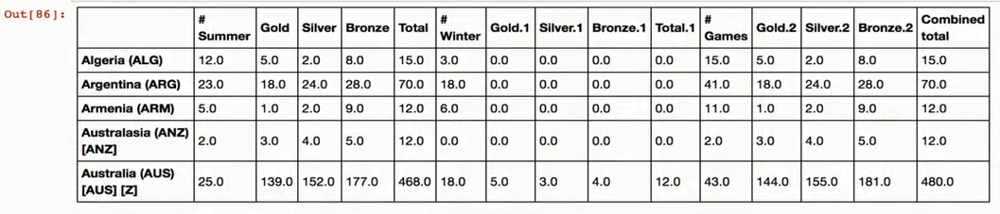 Out[86]:
# Summer Gold Silver Bronze Total # Winter Gold.1 Silver.1 Bronze.1 Total.1 # Games Gold.2 Silver.2 Bronze.2 Combined total
Algeria (ALG) 12.0 5.0 2.0 8.0 15.0 3.0 0.0 0.0 0.0 0.0 15.0 5.0 2.0 8.0 15.0
Argentina (ARG) 23.0 18.0 24.0 28.0 70.0 18.0 0.0 0.0 0.0 0.0 41.0 18.0 24.0 28.0 70.0
Armenia (ARM) 5.0 1.0 2.0 9.0 12.0 6.0 0.0 0.0 0.0 0.0 11.0 1.0 2.0 9.0 12.0
Australasia (ANZ) [ANZ] 2.0 3.0 4.0 5.0 12.0 0.0 0.0 0.0 0.0 0.0 2.0 3.0 4.0 5.0 12.0
Australia (AUS) [AUS] [Z] 25.0 139.0 152.0 177.0 468.0 18.0 5.0 3.0 4.0 12.0 43.0 144.0 155.0 181.0 480.0